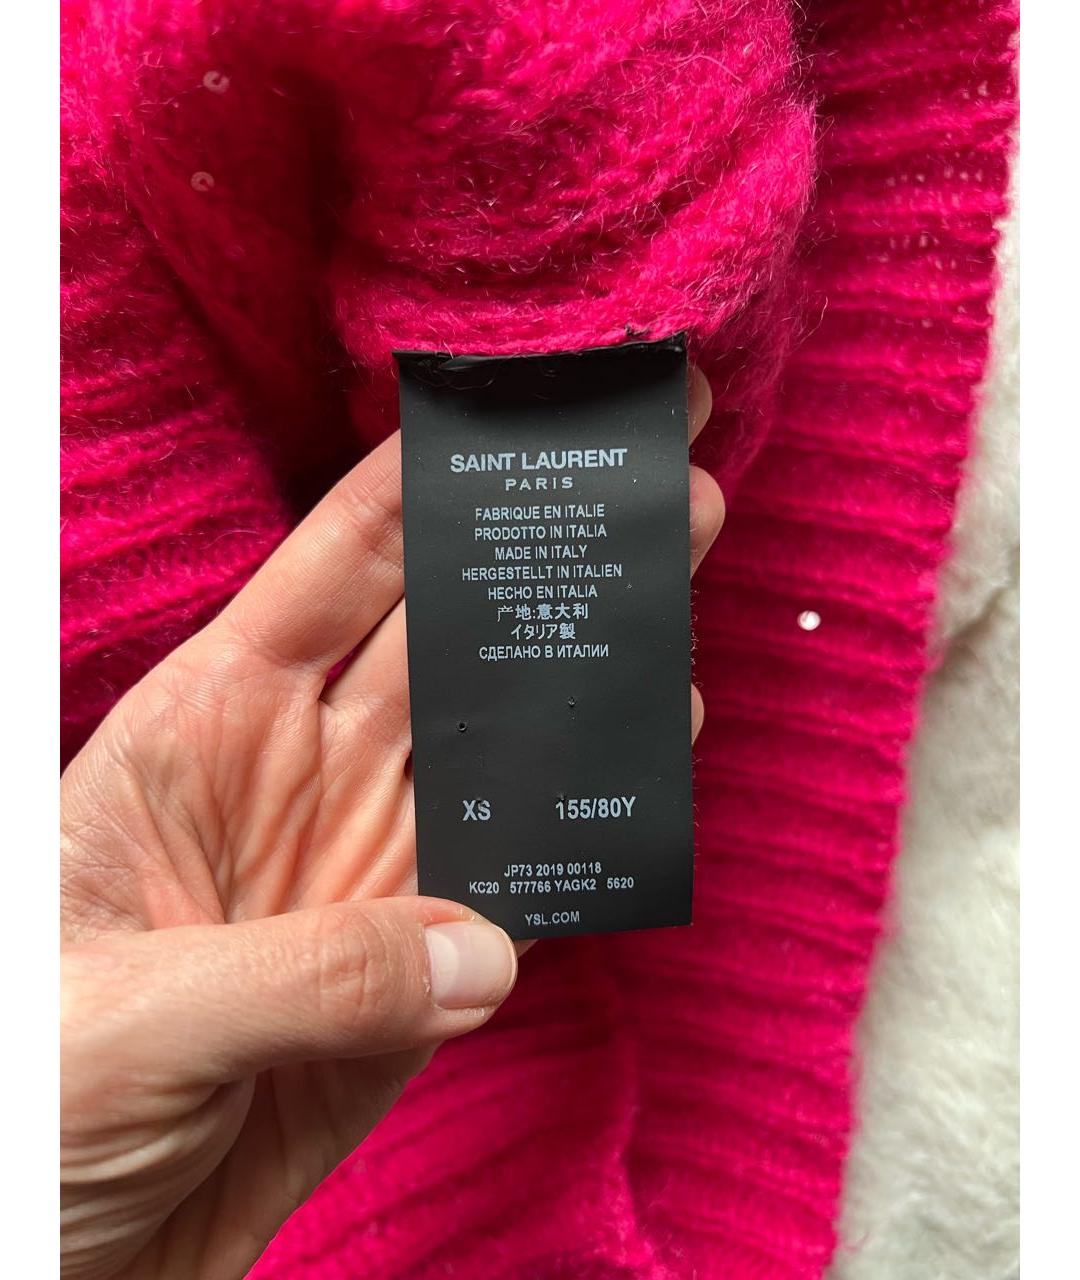 SAINT LAURENT
PARIS
FABRIQUE EN ITALIE
PRODOTTO IN ITALIA
MADE IN ITALY
HERGESTELLT IN ITALIEN
HECHO EN ITALIA
产地:意大利
イタリア製
СДЕЛАНО В ИТАЛИИ
XS 155/80Y
JP73 2019 00118
KC20 577766 YAGK2 5620
YSL.COM